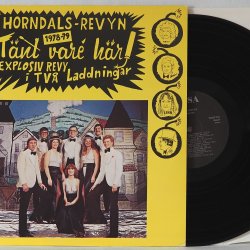 HORNDALS-REVYN
1978-79
Tänt varé här!
EXPLOSIV REVY
i TVÅ Laddningar